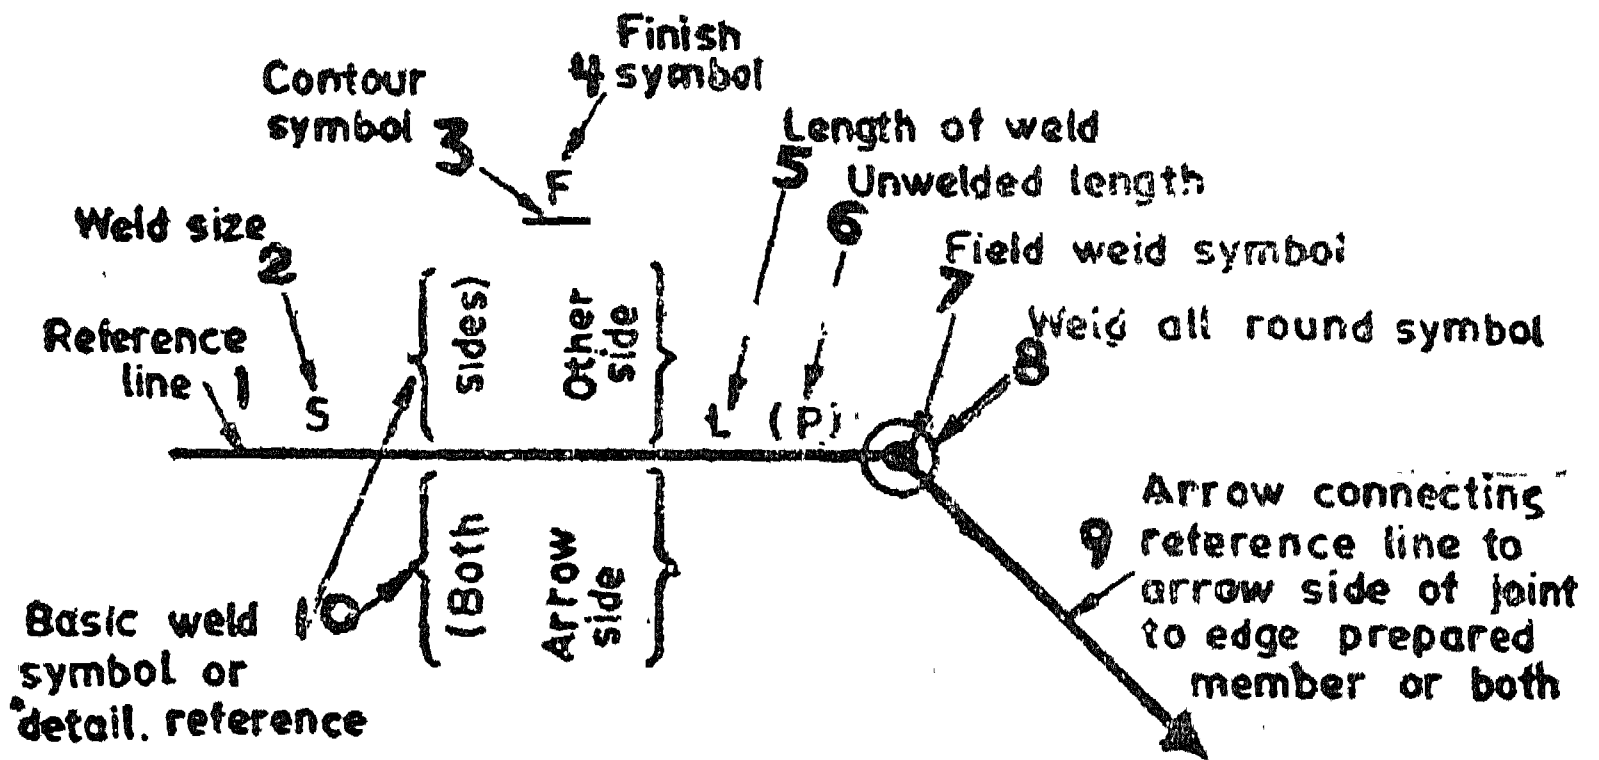 Finish
4 symbol
Contour
symbol 3
F
Length of weld
5
Unwelded length
6
Weld size
2
Field weld symbol
7
Weld all round symbol
8
Reference
line 1
S
(Both sides)
Other
side
Arrow
side
L (P)
9
Arrow connecting
reference line to
arrow side of joint
to edge prepared
member or both
Basic weld 10
symbol or
detail. reference